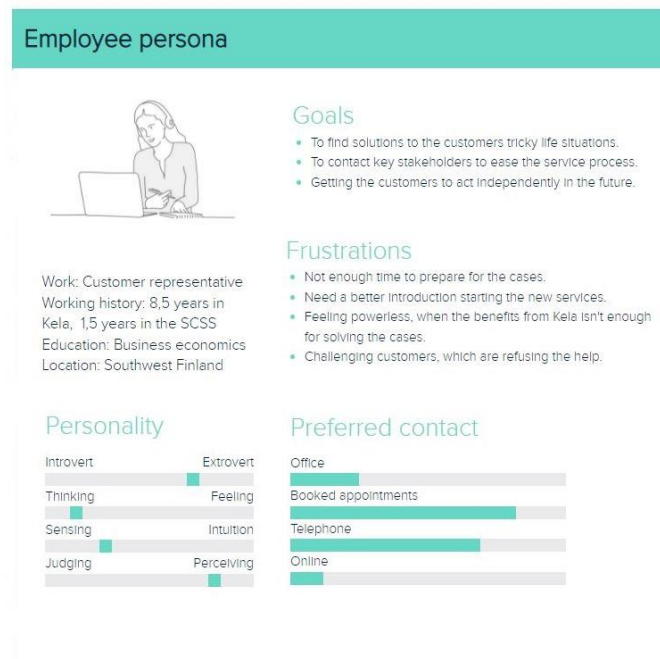 Employee persona
Goals
• To find solutions to the customers tricky life situations.
• To contact key stakeholders to ease the service process.
• Getting the customers to act independently in the future.
Work: Customer representative
Working history: 8,5 years in
Kela, 1,5 years in the SCSS
Education: Business economics
Location: Southwest Finland
Frustrations
• Not enough time to prepare for the cases.
• Need a better introduction starting the new services.
• Feeling powerless, when the benefits from Kela isn't enough
for solving the cases.
• Challenging customers, which are refusing the help.
Personality
Introvert Extrovert
Thinking Feeling
Sensing Intuition
Judging Perceiving
Preferred contact
Office
Booked appointments
Telephone
Online